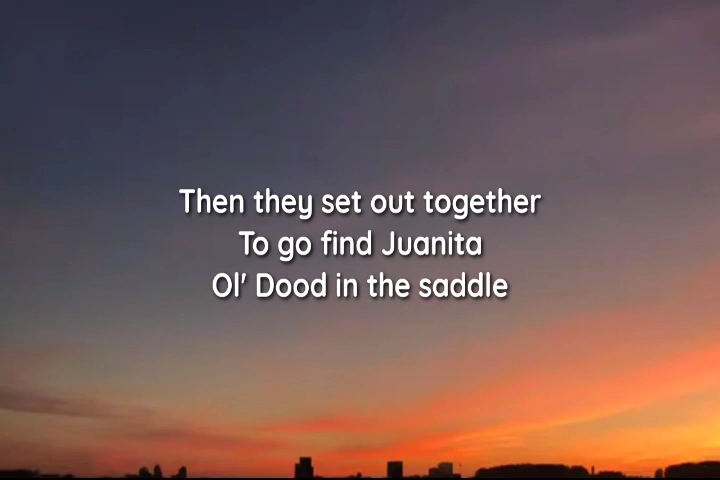 Then they set out together
To go find Juanita
Ol' Dood in the saddle